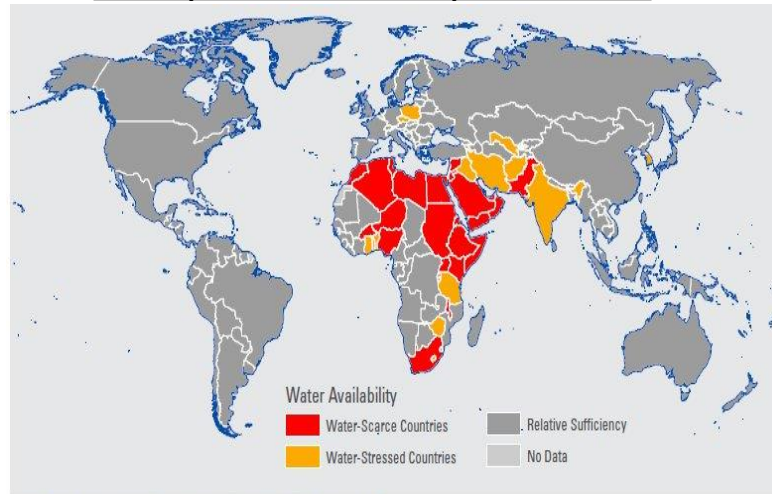 Water Availability
Water-Scarce Countries
Water-Stressed Countries
Relative Sufficiency
No Data